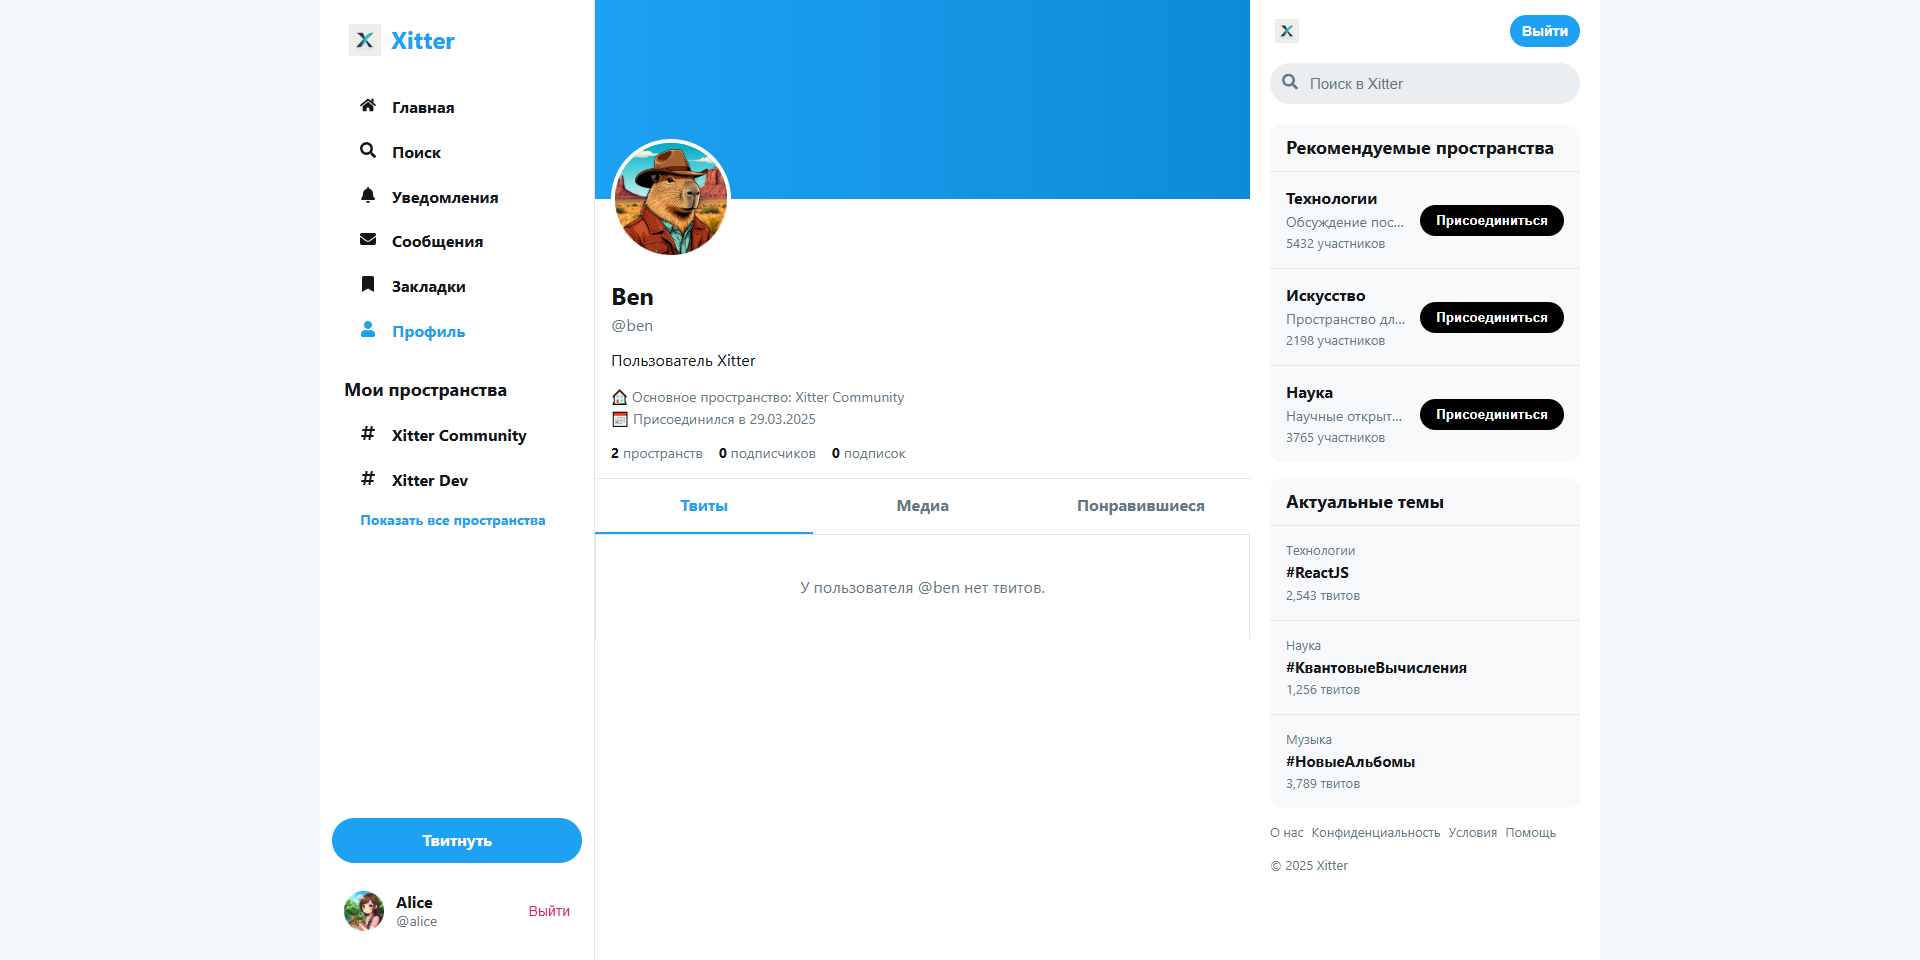 Xitter
Главная
Поиск
Уведомления
Сообщения
Закладки
Профиль
Мои пространства
# Xitter Community
# Xitter Dev
Показать все пространства
Твитнуть
Alice
@alice
Выйти
Ben
@ben
Пользователь Xitter
Основное пространство: Xitter Community
Присоединился в 29.03.2025
2 пространств 0 подписчиков 0 подписок
Твиты Медиа Понравившиеся
У пользователя @ben нет твитов.
X
Выйти
Поиск в Xitter
Рекомендуемые пространства
Технологии
Обсуждение пос...
5432 участников
Присоединиться
Искусство
Пространство дл...
2198 участников
Присоединиться
Наука
Научные открыт...
3765 участников
Присоединиться
Актуальные темы
Технологии
#ReactJS
2,543 твитов
Наука
#КвантовыеВычисления
1,256 твитов
Музыка
#НовыеАльбомы
3,789 твитов
О нас Конфиденциальность Условия Помощь
© 2025 Xitter